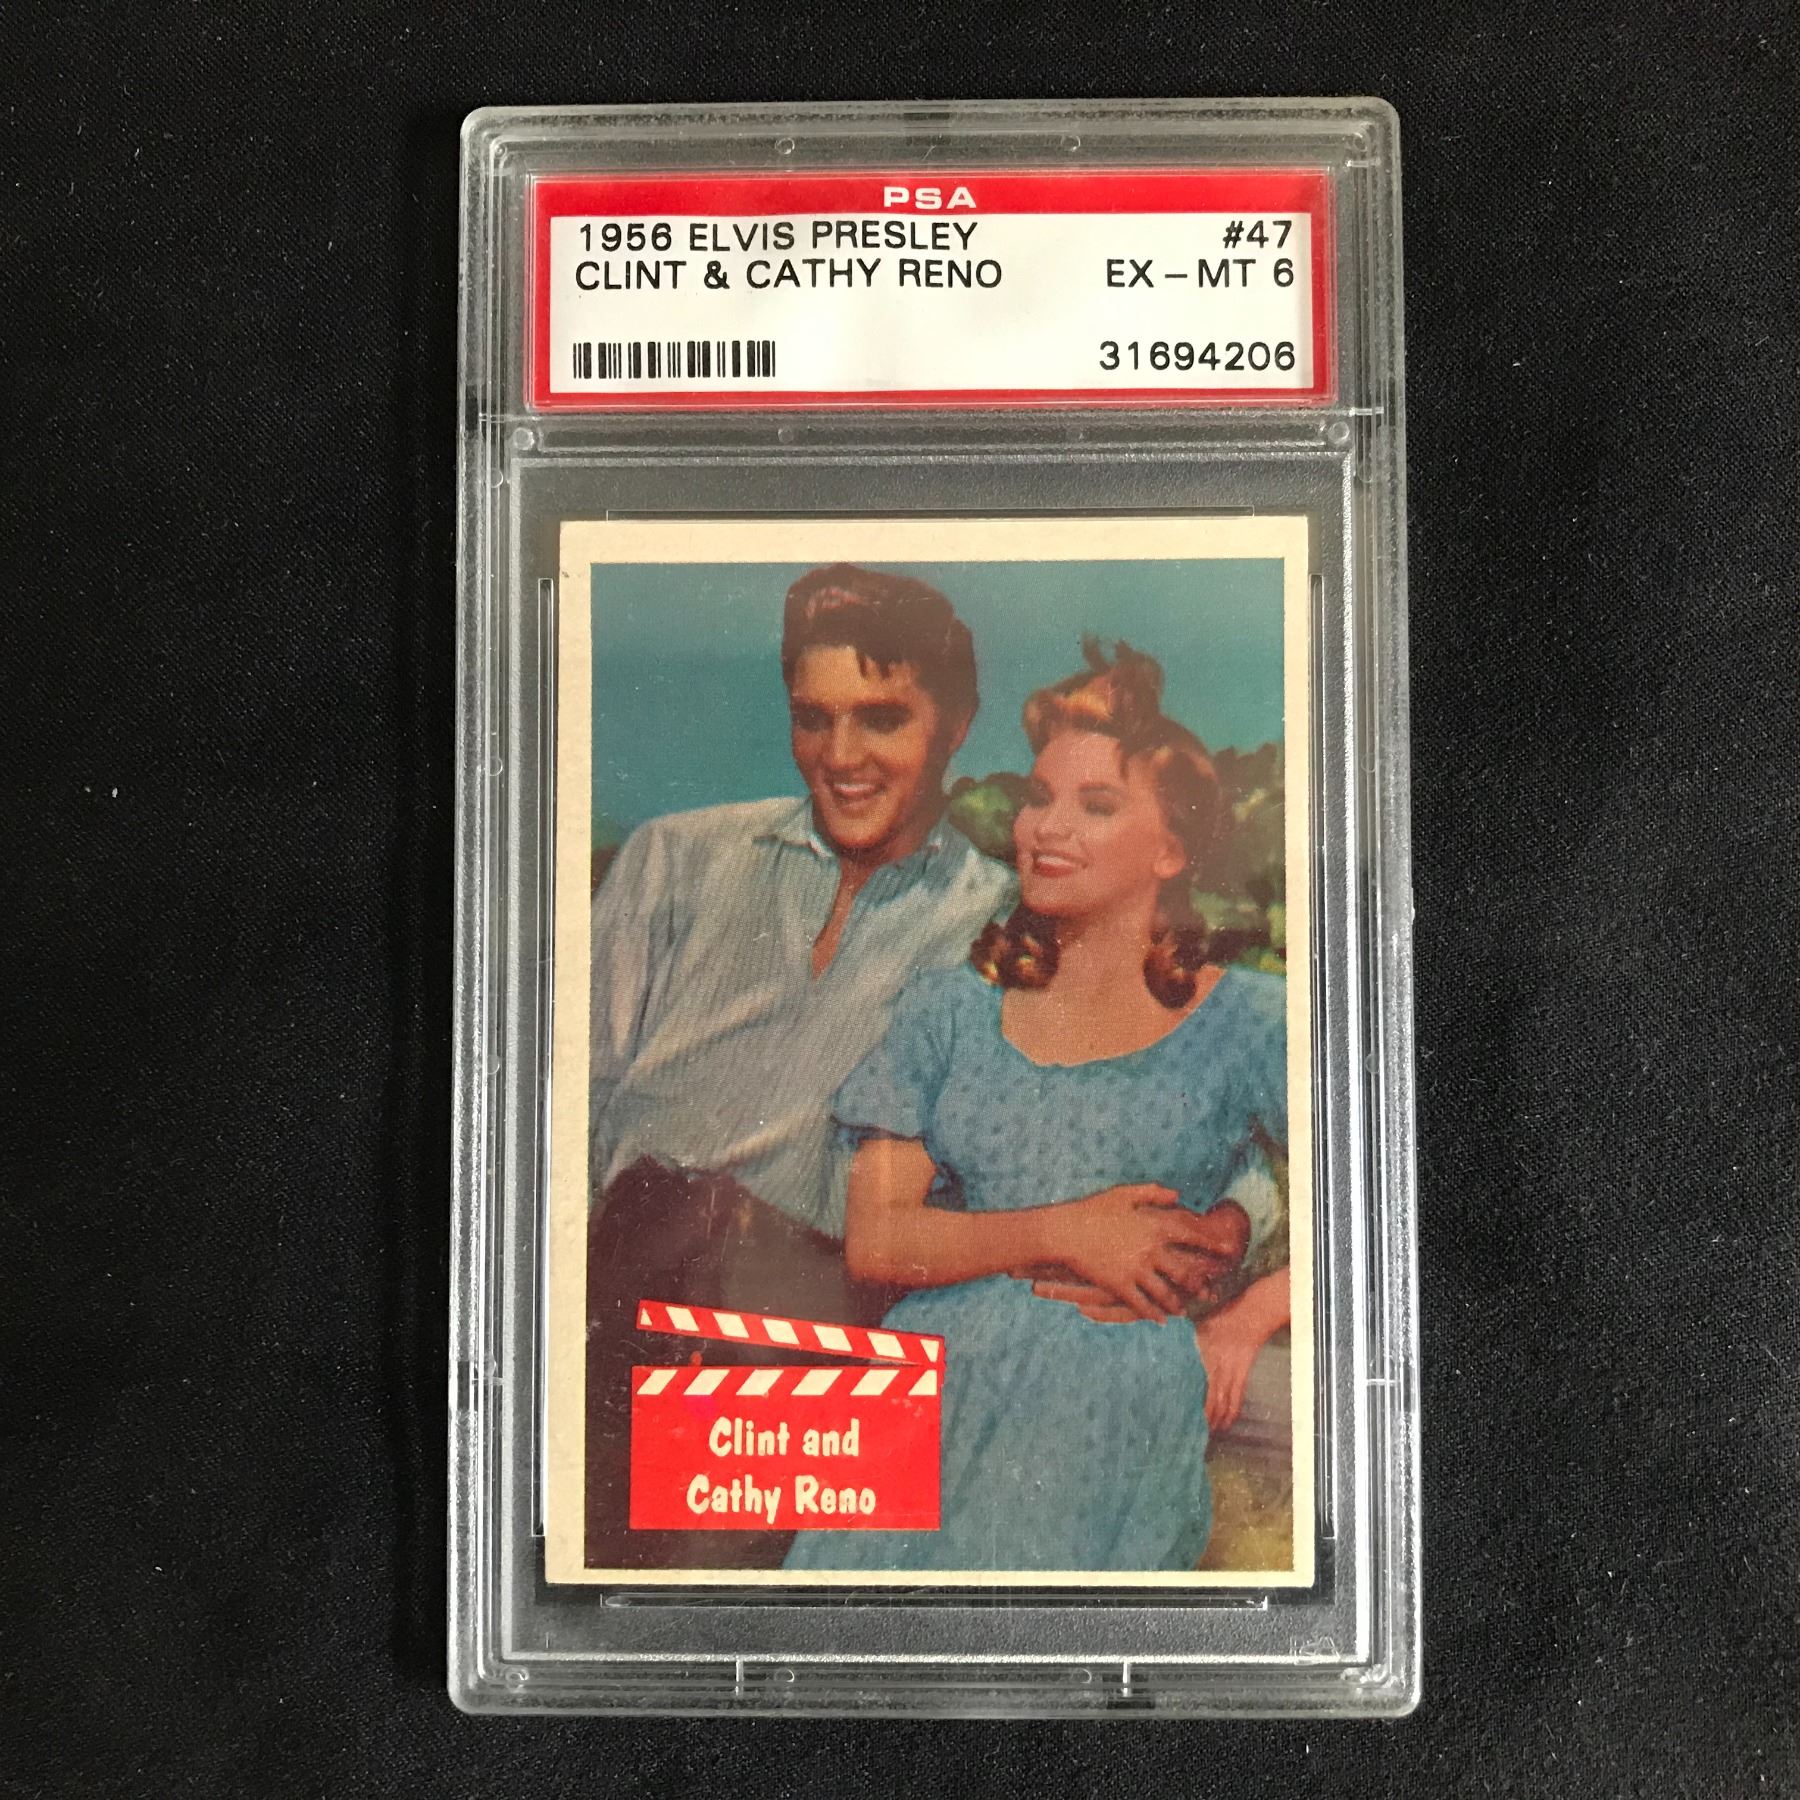 PSA
1956 ELVIS PRESLEY #47
CLINT & CATHY RENO EX-MT 6
31694206
Clint and
Cathy Reno